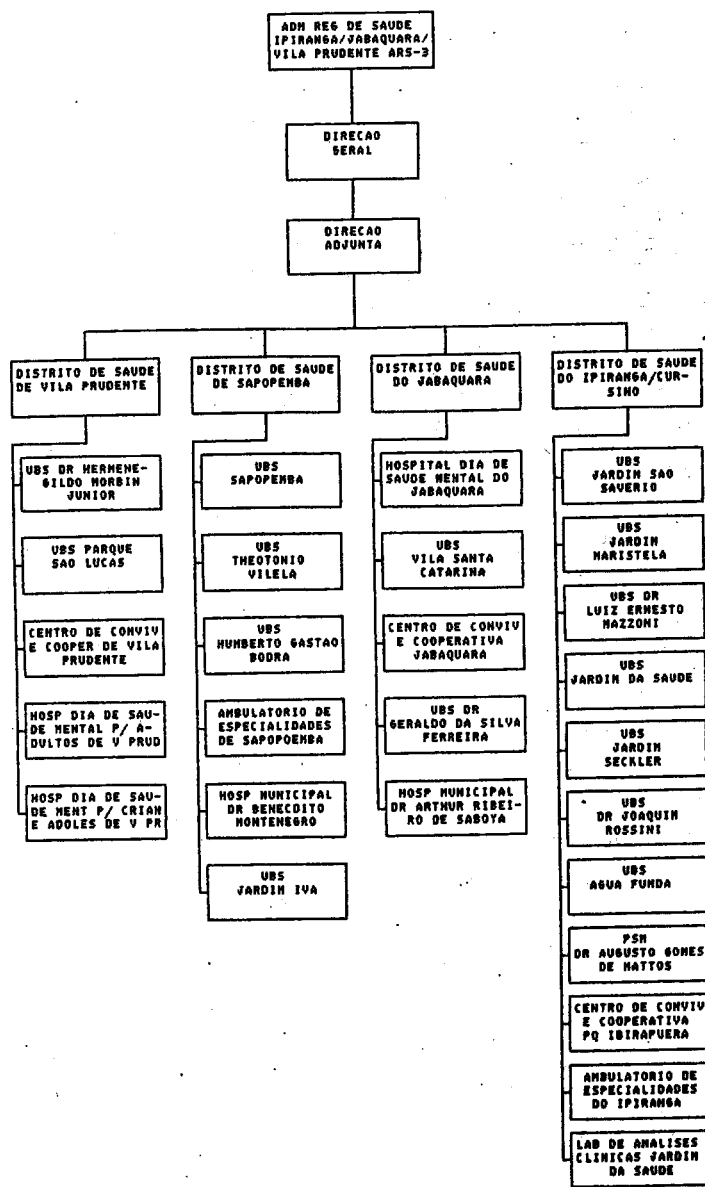 ADM REG DE SAUDE
IPIRANGA/JABAQUARA/
VILA PRUDENTE ARS-3
DIRECAO
GERAL
DIRECAO
ADJUNTA
DISTRITO DE SAUDE
DE VILA PRUDENTE
UBS DR HERMENE-
GILDO MORBIN
JUNIOR
UBS PARQUE
SAO LUCAS
CENTRO DE CONVIV
E COOPER DE VILA
PRUDENTE
HOSP DIA DE SAU-
DE MENTAL P/ A-
DULTOS DE V PRUD
HOSP DIA DE SAU-
DE MENT P/ CRIAN
E ADOLES DE V PR
DISTRITO DE SAUDE
DE SAPOPEMBA
UBS
SAPOPEMBA
UBS
THEOTONIO
VILELA
UBS
HUMBERTO GASTAO
BODRA
AMBULATORIO DE
ESPECIALIDADES
DE SAPOPOEMBA
HOSP MUNICIPAL
DR BENECDITO
MONTENEGRO
UBS
JARDIM IVA
DISTRITO DE SAUDE
DO JABAQUARA
HOSPITAL DIA DE
SAUDE MENTAL DO
JABAQUARA
UBS
VILA SANTA
CATARINA
CENTRO DE CONVIV
E COOPERATIVA
JABAQUARA
UBS DR
GERALDO DA SILVA
FERREIRA
HOSP MUNICIPAL
DR ARTHUR RIBEI-
RO DE SABOYA
DISTRITO DE SAUDE
DO IPIRANGA/CUR-
SINO
UBS
JARDIM SAO
SAVERIO
UBS
JARDIM
MARISTELA
UBS DR
LUIZ ERNESTO
MAZZONI
UBS
JARDIM DA SAUDE
UBS
JARDIM
SECKLER
UBS
DR JOAQUIM
ROSSINI
UBS
AGUA FUNDA
PSM
DR AUGUSTO GOMES
DE MATTOS
CENTRO DE CONVIV
E COOPERATIVA
PQ IBIRAPUERA
AMBULATORIO DE
ESPECIALIDADES
DO IPIRANGA
LAB DE ANALISES
CLINICAS JARDIM
DA SAUDE